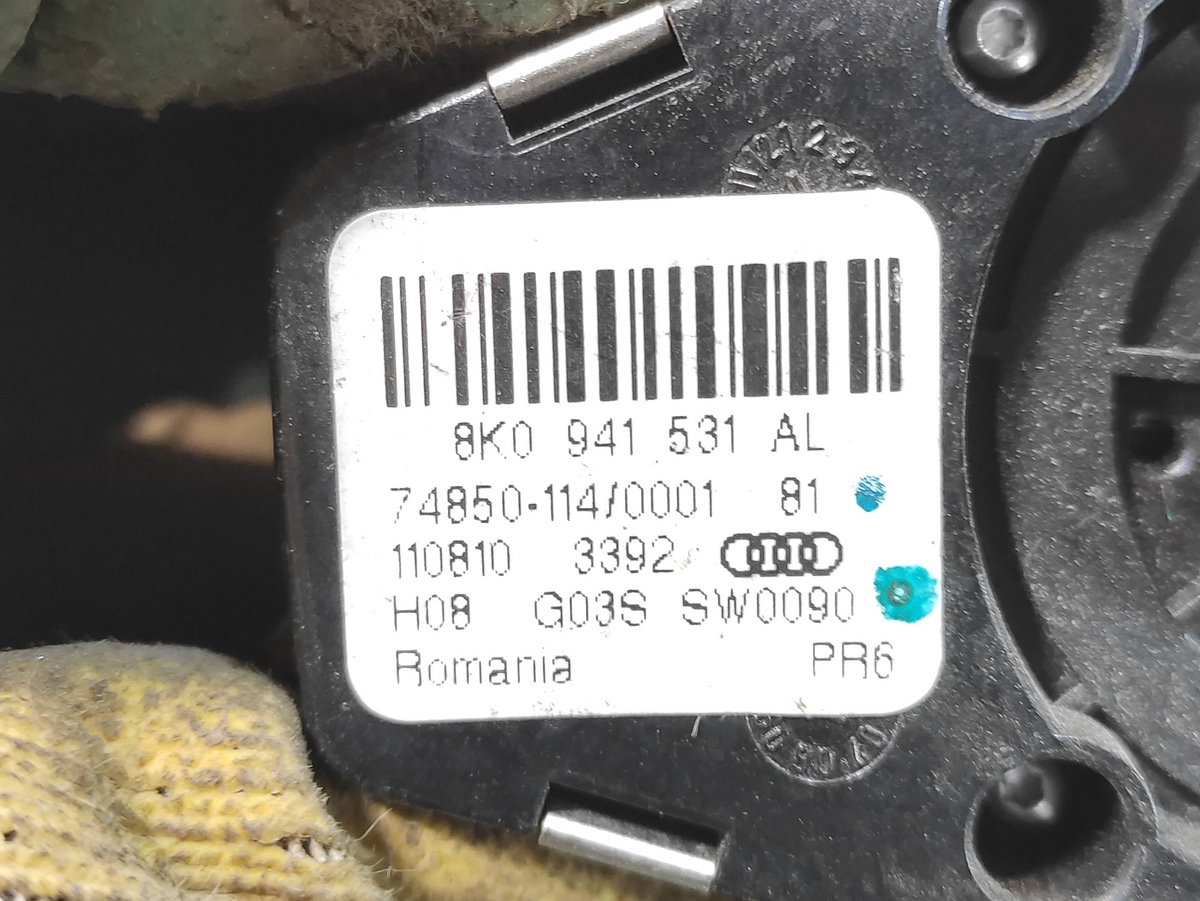 8K0 941 531 AL
74850-114/0001 81
110810 3392
H08 G03S SW0090
Romania PR6